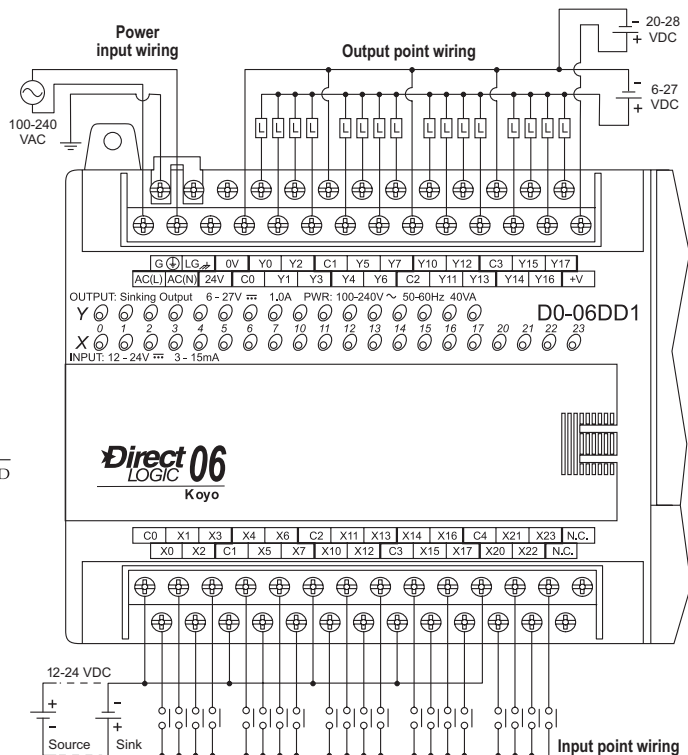 Power
input wiring
Output point wiring
- 20-28
+ VDC
- 6-27
+ VDC
100-240
VAC
L L L L L L L L L L L L L L L L
G LG 0V Y0 Y2 C1 Y5 Y7 Y10 Y12 C3 Y15 Y17
AC(L) AC(N) 24V C0 Y1 Y3 Y4 Y6 C2 Y11 Y13 Y14 Y16 +V
OUTPUT: Sinking Output 6 - 27V 1.0A PWR: 100-240V ~ 50-60Hz 40VA
D0-06DD1
Y
0 1 2 3 4 5 6 7 10 11 12 13 14 15 16 17 20 21 22 23
X
INPUT: 12 - 24V 3 - 15mA
D
Direct
LOGIC 06
Koyo
C0 X1 X3 X4 X6 C2 X11 X13 X14 X16 C4 X21 X23 N.C.
X0 X2 C1 X5 X7 X10 X12 C3 X15 X17 X20 X22 N.C.
12-24 VDC
+ -
- +
Source Sink
Input point wiring